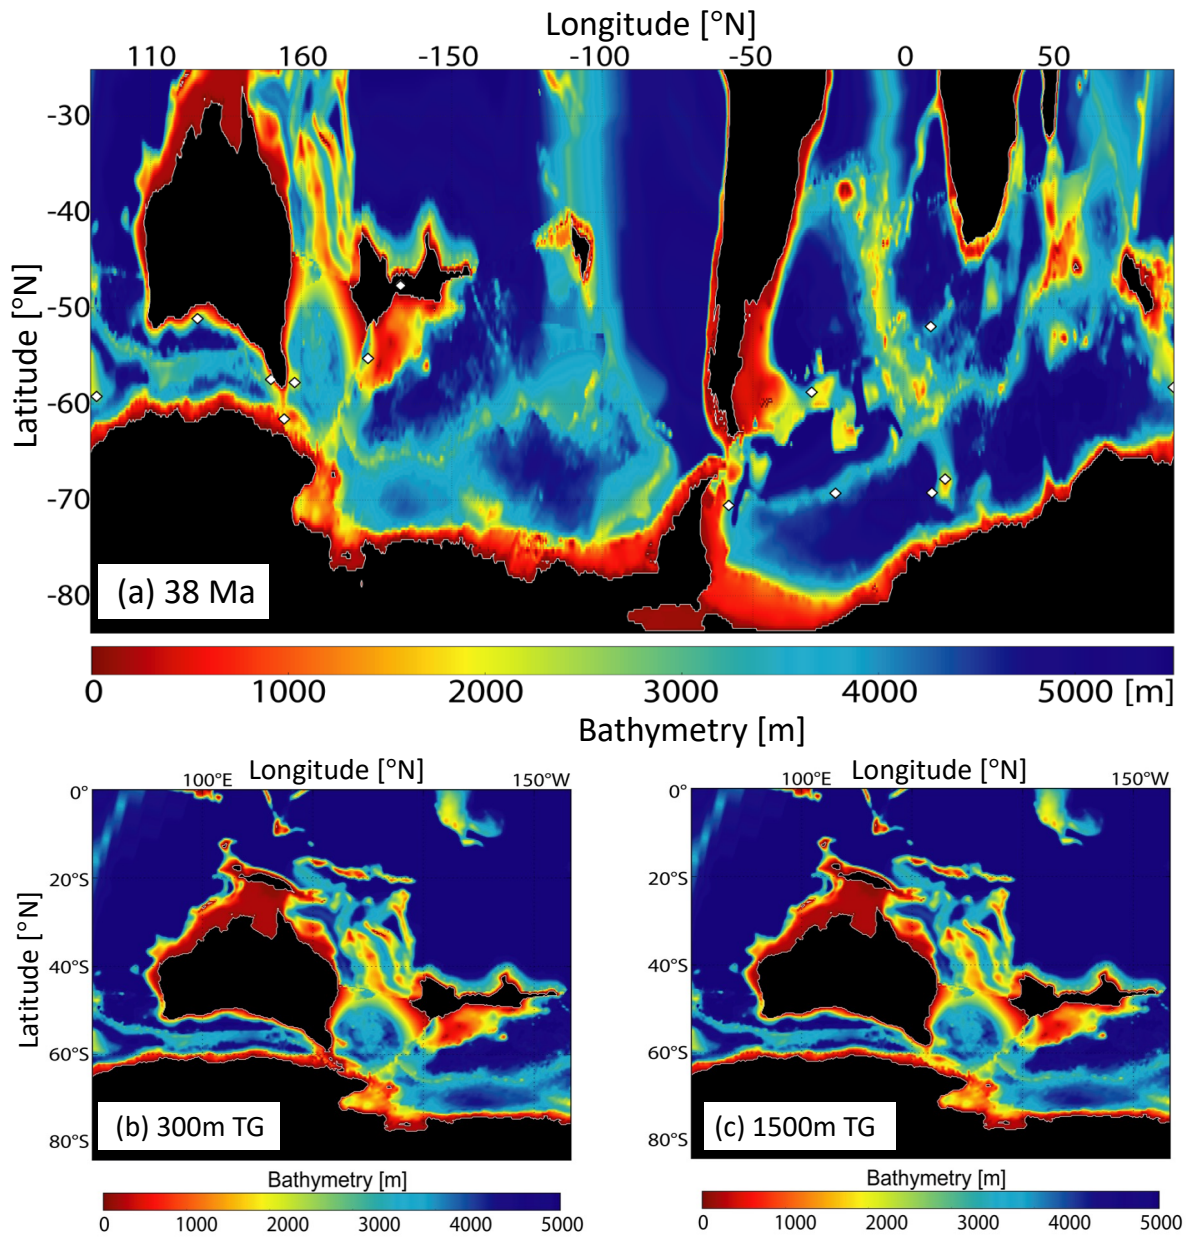 Longitude [°N]
110 160 -150 -100 -50 0 50
Latitude [°N]
-30
-40
-50
-60
-70
-80
(a) 38 Ma
0 1000 2000 3000 4000 5000 [m]
Bathymetry [m]
Longitude [°N]
100°E 150°W
Latitude [°N]
0°
20°S
40°S
60°S
80°S
(b) 300m TG
Bathymetry [m]
0 1000 2000 3000 4000 5000
Longitude [°N]
100°E 150°W
Latitude [°N]
0°
20°S
40°S
60°S
80°S
(c) 1500m TG
Bathymetry [m]
0 1000 2000 3000 4000 5000